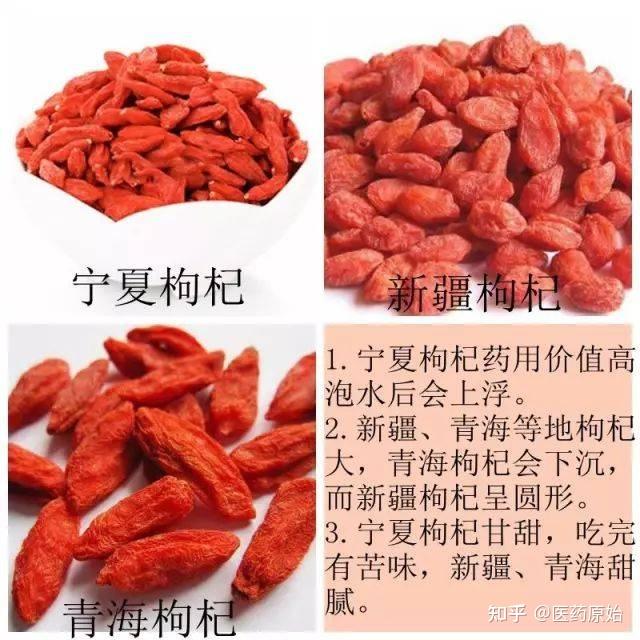 宁夏枸杞
新疆枸杞
青海枸杞
1.宁夏枸杞药用价值高
泡水后会上浮。
2.新疆、青海等地枸杞
大，青海枸杞会下沉，
而新疆枸杞呈圆形。
3.宁夏枸杞甘甜，吃完
有苦味，新疆、青海甜
腻。
知乎 @医药原始